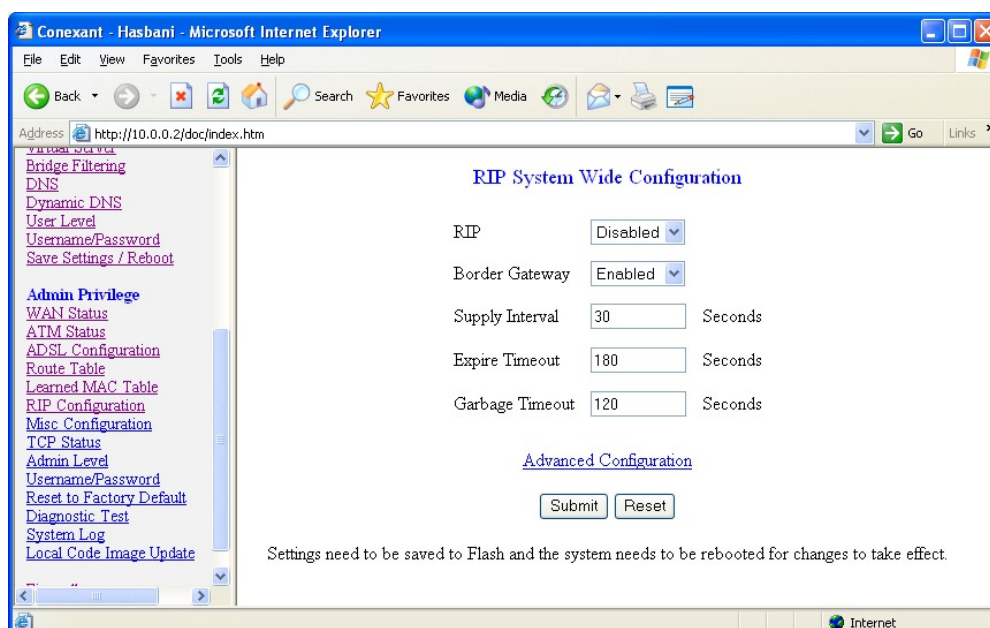 Conexant - Hasbani - Microsoft Internet Explorer
File Edit View Favorites Tools Help
Back Search Favorites Media
Address http://10.0.0.2/doc/index.htm Go Links
Virtual Server
Bridge Filtering
DNS
Dynamic DNS
User Level
Username/Password
Save Settings / Reboot
Admin Privilege
WAN Status
ATM Status
ADSL Configuration
Route Table
Learned MAC Table
RIP Configuration
Misc Configuration
TCP Status
Admin Level
Username/Password
Reset to Factory Default
Diagnostic Test
System Log
Local Code Image Update
RIP System Wide Configuration
RIP Disabled
Border Gateway Enabled
Supply Interval 30 Seconds
Expire Timeout 180 Seconds
Garbage Timeout 120 Seconds
Advanced Configuration
Submit Reset
Settings need to be saved to Flash and the system needs to be rebooted for changes to take effect.
Internet